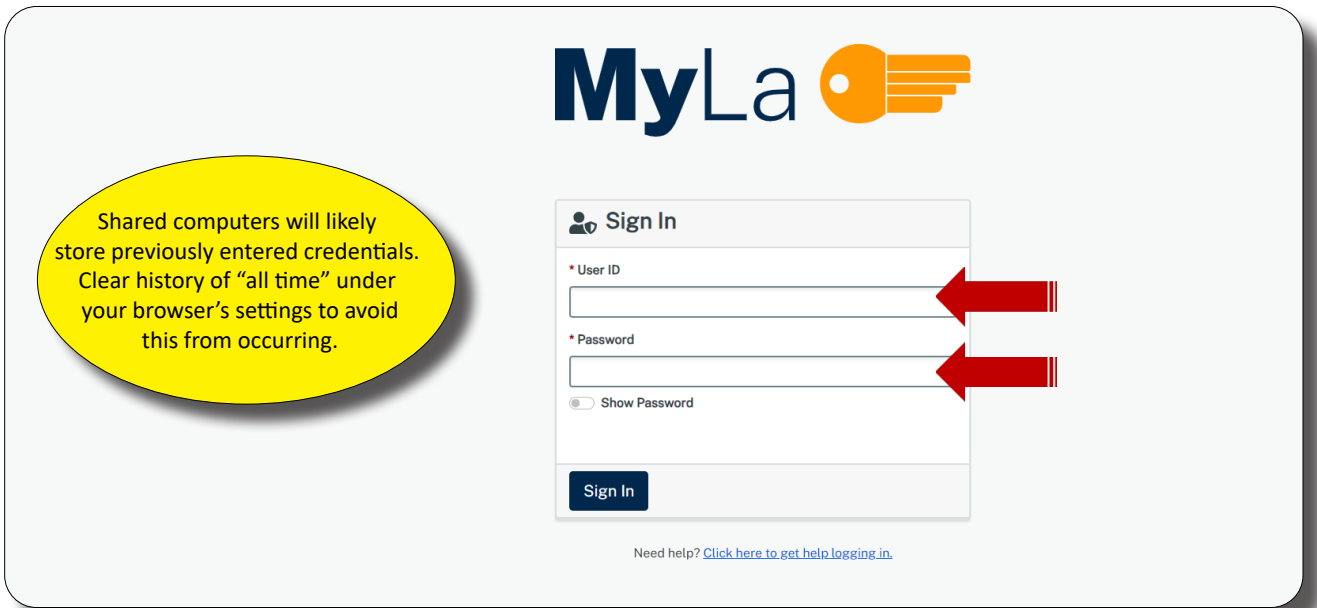 MyLa
Shared computers will likely
store previously entered credentials.
Clear history of “all time” under
your browser’s settings to avoid
this from occurring.
Sign In
* User ID
* Password
Show Password
Sign In
Need help? Click here to get help logging in.